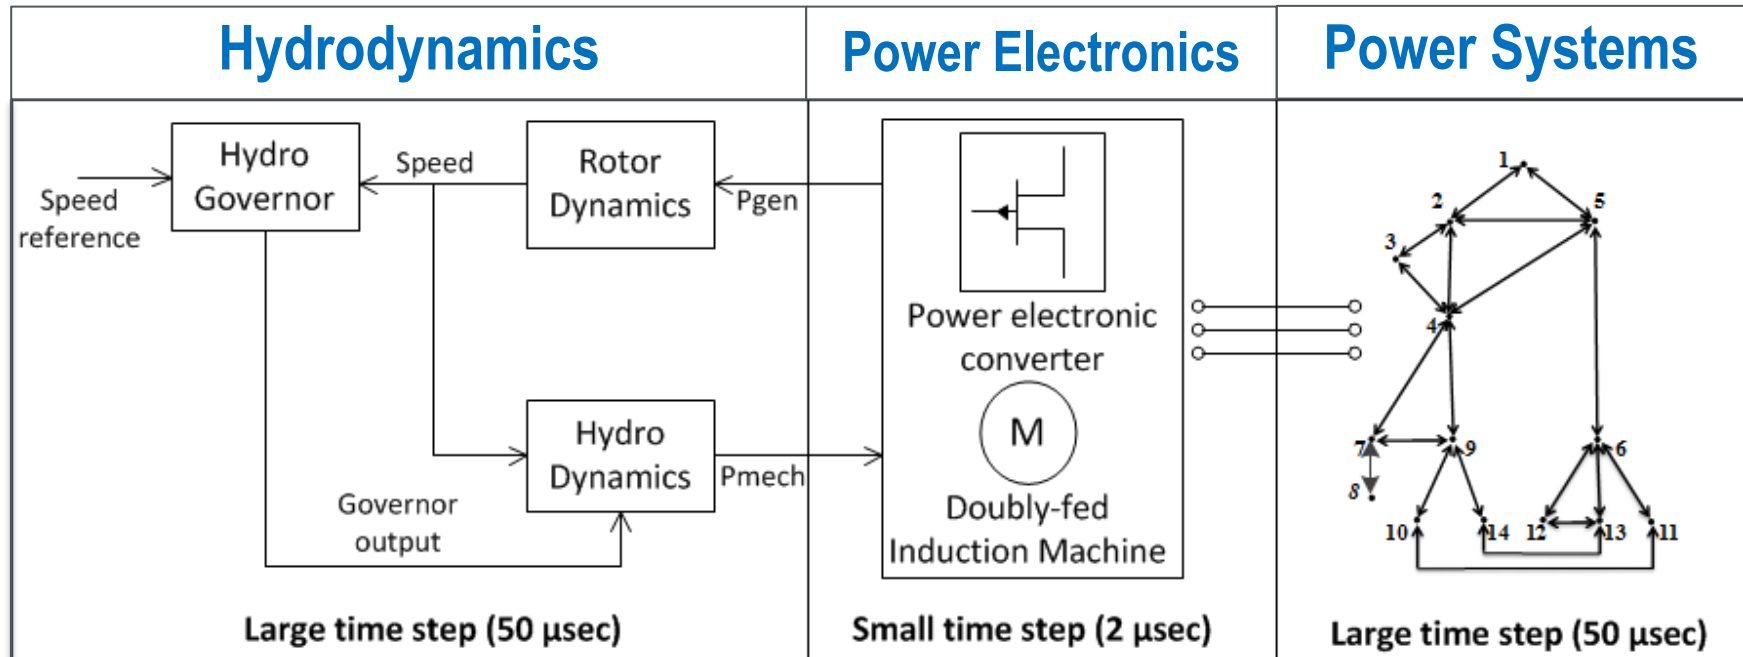 Hydrodynamics
Power Electronics
Power Systems
Hydro
Governor
Speed
Rotor
Dynamics
Pgen
Speed
reference
Hydro
Dynamics
Pmech
Governor
output
Large time step (50 µsec)
Power electronic
converter
M
Doubly-fed
Induction Machine
Small time step (2 µsec)
1
2
5
3
4
7
9
6
8
10
14
12
13
11
Large time step (50 µsec)